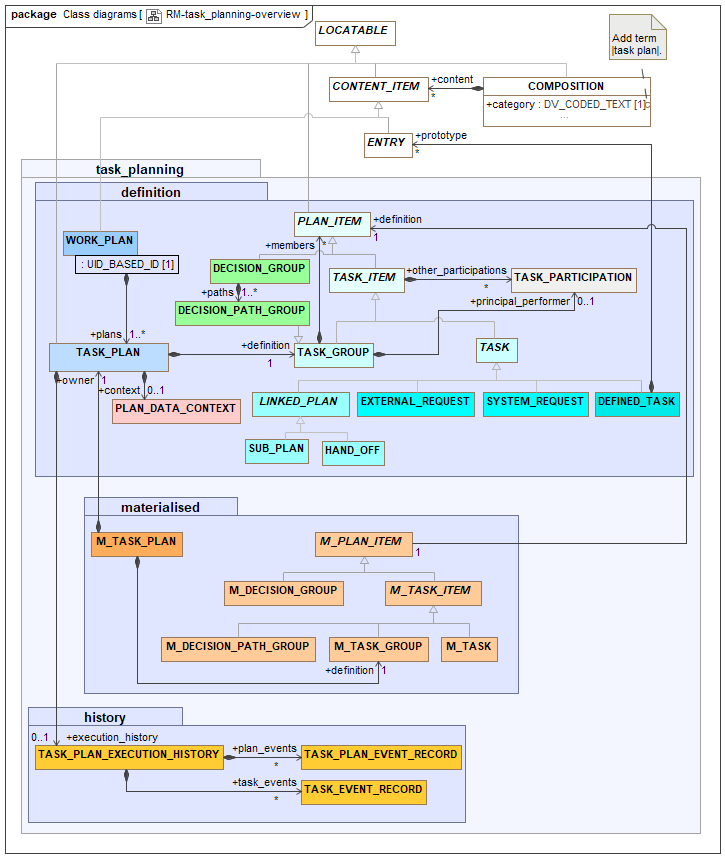 package Class diagrams [ RM-task_planning-overview ]
LOCATABLE
Add term
|task plan|.
CONTENT_ITEM
+content
*
COMPOSITION
+category : DV_CODED_TEXT [1]
...
ENTRY
+prototype
*
task_planning
definition
PLAN_ITEM
+definition
1
WORK_PLAN
+members
*
: UID_BASED_ID [1]
DECISION_GROUP
TASK_ITEM
+other_participations
*
TASK_PARTICIPATION
+paths
1..*
+principal_performer
0..1
DECISION_PATH_GROUP
+plans
1..*
TASK_PLAN
+definition
1
TASK_GROUP
TASK
+owner
1
+context
0..1
PLAN_DATA_CONTEXT
LINKED_PLAN
EXTERNAL_REQUEST
SYSTEM_REQUEST
DEFINED_TASK
SUB_PLAN
HAND_OFF
materialised
M_TASK_PLAN
M_PLAN_ITEM
1
M_DECISION_GROUP
M_TASK_ITEM
M_DECISION_PATH_GROUP
M_TASK_GROUP
M_TASK
+definition
1
history
0..1
+execution_history
TASK_PLAN_EXECUTION_HISTORY
+plan_events
*
TASK_PLAN_EVENT_RECORD
+task_events
*
TASK_EVENT_RECORD